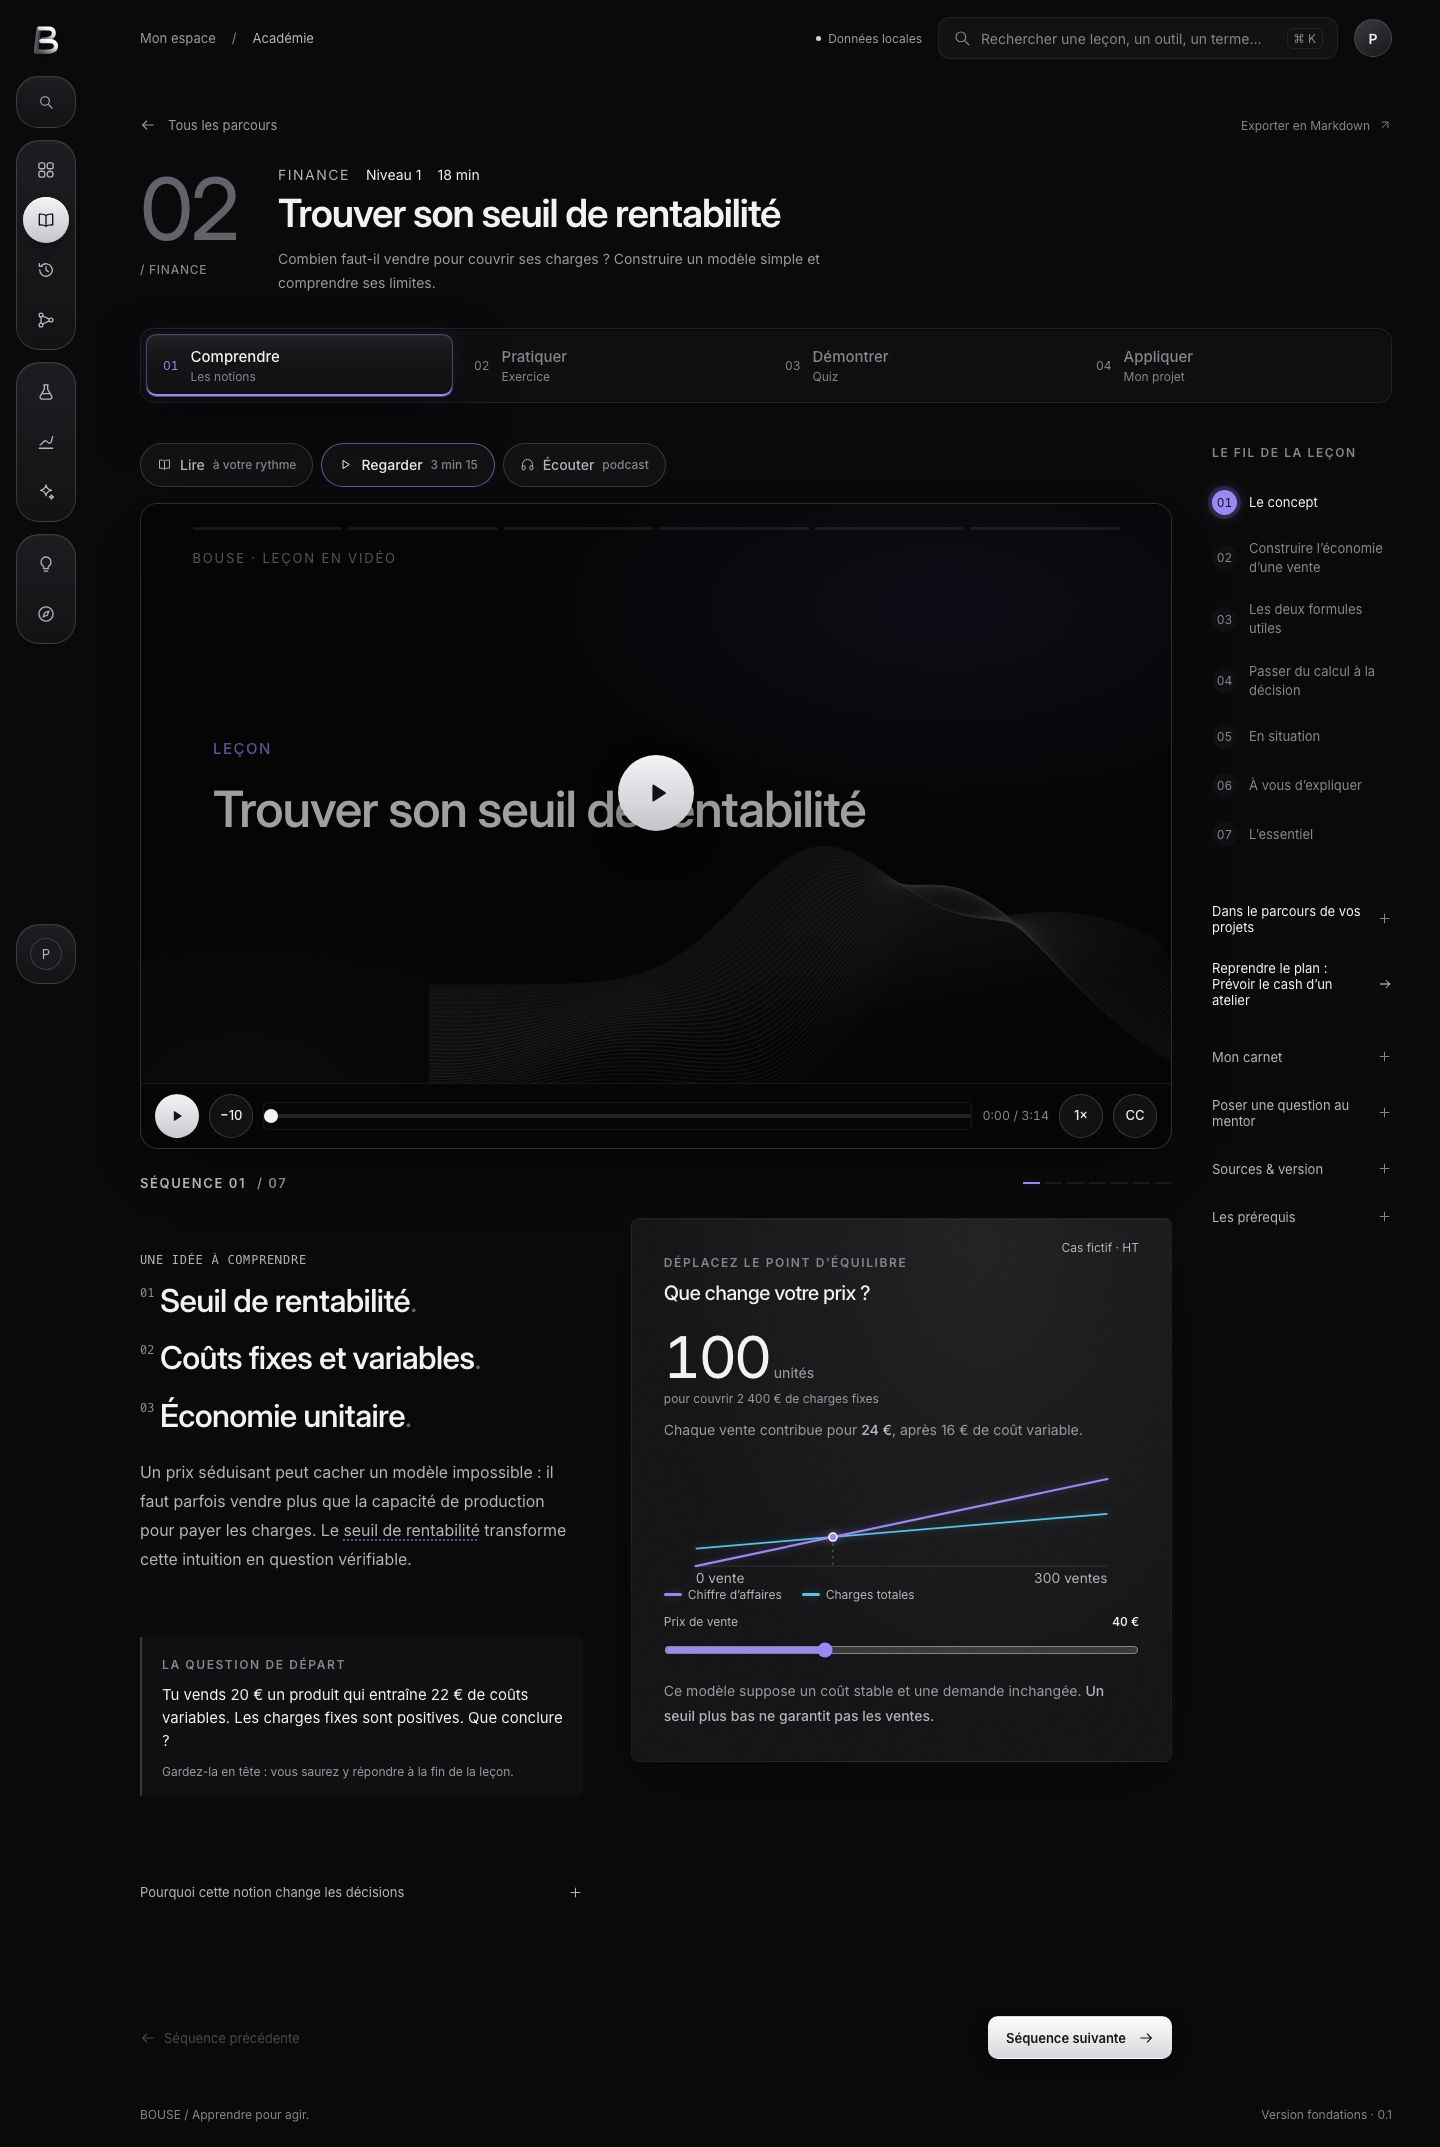 B
Mon espace / Académie
Données locales
Rechercher une leçon, un outil, un terme...
⌘ K
P
← Tous les parcours
Exporter en Markdown ↗
02
/ FINANCE
FINANCE Niveau 1 18 min
Trouver son seuil de rentabilité
Combien faut-il vendre pour couvrir ses charges ? Construire un modèle simple et
comprendre ses limites.
01 Comprendre
Les notions
02 Pratiquer
Exercice
03 Démontrer
Quiz
04 Appliquer
Mon projet
Lire à votre rythme
Regarder 3 min 15
Écouter podcast
BOUSE · LEÇON EN VIDÉO
LEÇON
Trouver son seuil de rentabilité
−10
0:00 / 3:14
1×
CC
LE FIL DE LA LEÇON
01 Le concept
02 Construire l’économie
d’une vente
03 Les deux formules
utiles
04 Passer du calcul à la
décision
05 En situation
06 À vous d’expliquer
07 L’essentiel
Dans le parcours de vos
projets +
Reprendre le plan :
Prévoir le cash d’un
atelier →
Mon carnet +
Poser une question au
mentor +
Sources & version +
Les prérequis +
P
SÉQUENCE 01 / 07
UNE IDÉE À COMPRENDRE
01 Seuil de rentabilité.
02 Coûts fixes et variables.
03 Économie unitaire.
Un prix séduisant peut cacher un modèle impossible : il
faut parfois vendre plus que la capacité de production
pour payer les charges. Le seuil de rentabilité transforme
cette intuition en question vérifiable.
LA QUESTION DE DÉPART
Tu vends 20 € un produit qui entraîne 22 € de coûts
variables. Les charges fixes sont positives. Que conclure
?
Gardez-la en tête : vous saurez y répondre à la fin de la leçon.
Pourquoi cette notion change les décisions +
Cas fictif · HT
DÉPLACEZ LE POINT D’ÉQUILIBRE
Que change votre prix ?
100 unités
pour couvrir 2 400 € de charges fixes
Chaque vente contribue pour 24 €, après 16 € de coût variable.
0 vente 300 ventes
Chiffre d’affaires Charges totales
Prix de vente 40 €
Ce modèle suppose un coût stable et une demande inchangée. Un
seuil plus bas ne garantit pas les ventes.
← Séquence précédente
Séquence suivante →
BOUSE / Apprendre pour agir.
Version fondations · 0.1